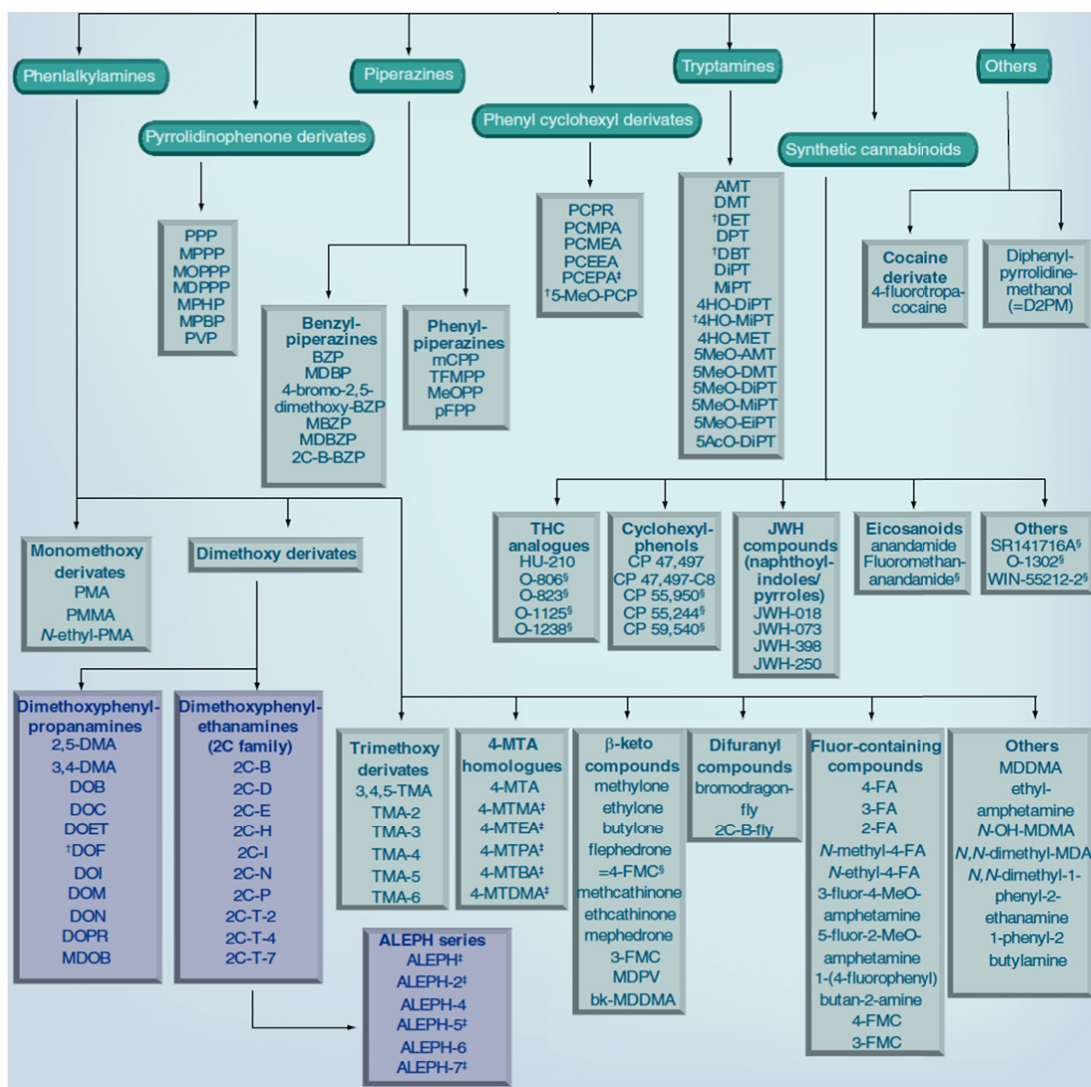 Phenlalkylamines
Piperazines
Tryptamines
Others
Pyrrolidinophenone derivates
Phenyl cyclohexyl derivates
Synthetic cannabinoids
PPP
MPPP
MOPPP
MDPPP
MPHP
MPBP
PVP
Benzyl-
piperazines
BZP
MDBP
4-bromo-2,5-
dimethoxy-BZP
MBZP
MDBZP
2C-B-BZP
Phenyl-
piperazines
mCPP
TFMPP
MeOPP
pFPP
PCPR
PCMPA
PCMEA
PCEEA
PCEPA‡
†5-MeO-PCP
AMT
DMT
†DET
DPT
†DBT
DiPT
MiPT
4HO-DiPT
†4HO-MiPT
4HO-MET
5MeO-AMT
5MeO-DMT
5MeO-DiPT
5MeO-MiPT
5MeO-EiPT
5AcO-DiPT
Cocaine
derivate
4-fluorotropa-
cocaine
Diphenyl-
pyrrolidine-
methanol
(=D2PM)
THC
analogues
HU-210
O-806§
O-823§
O-1125§
O-1238§
Cyclohexyl-
phenols
CP 47,497
CP 47,497-C8
CP 55,950§
CP 55,244§
CP 59,540§
JWH
compounds
(naphthoyl-
indoles/
pyrroles)
JWH-018
JWH-073
JWH-398
JWH-250
Eicosanoids
anandamide
Fluoromethan-
anandamide§
Others
SR141716A§
O-1302§
WIN-55212-2§
Monomethoxy
derivates
PMA
PMMA
N-ethyl-PMA
Dimethoxy derivates
Dimethoxyphenyl-
propanamines
2,5-DMA
3,4-DMA
DOB
DOC
DOET
†DOF
DOI
DOM
DON
DOPR
MDOB
Dimethoxyphenyl-
ethanamines
(2C family)
2C-B
2C-D
2C-E
2C-H
2C-I
2C-N
2C-P
2C-T-2
2C-T-4
2C-T-7
ALEPH series
ALEPH‡
ALEPH-2‡
ALEPH-4
ALEPH-5‡
ALEPH-6
ALEPH-7‡
Trimethoxy
derivates
3,4,5-TMA
TMA-2
TMA-3
TMA-4
TMA-5
TMA-6
4-MTA
homologues
4-MTA
4-MTMA‡
4-MTEA‡
4-MTPA‡
4-MTBA‡
4-MTDMA‡
β-keto
compounds
methylone
ethylone
butylone
flephedrone
=4-FMC§
methcathinone
ethcathinone
mephedrone
3-FMC
MDPV
bk-MDDMA
Difuranyl
compounds
bromodragon-
fly
2C-B-fly
Fluor-containing
compounds
4-FA
3-FA
2-FA
N-methyl-4-FA
N-ethyl-4-FA
3-fluor-4-MeO-
amphetamine
5-fluor-2-MeO-
amphetamine
1-(4-fluorophenyl)
butan-2-amine
4-FMC
3-FMC
Others
MDDMA
ethyl-
amphetamine
N-OH-MDMA
N,N-dimethyl-MDA
N,N-dimethyl-1-
phenyl-2-
ethanamine
1-phenyl-2
butylamine